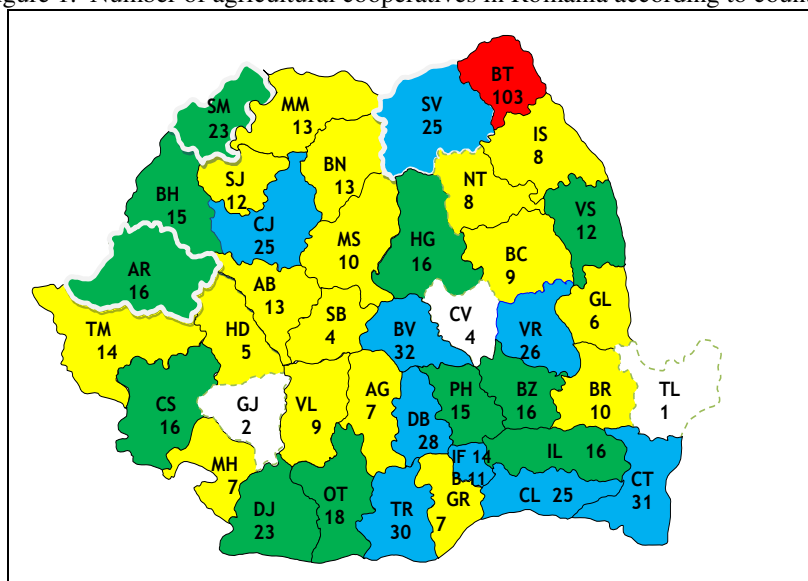 igure 1. Number of agricultural cooperatives in Romania according to coun
BT
103
SM
23
MM
13
SV
25
IS
8
BN
13
SJ
12
NT
8
BH
15
VS
12
CJ
25
MS
10
HG
16
BC
9
AR
16
AB
13
GL
6
SB
4
CV
4
TM
14
HD
5
BV
32
VR
26
CS
16
GJ
2
VL
9
AG
7
PH
15
BZ
16
BR
10
TL
1
DB
28
IF 14
B 11
IL 16
MH
7
CT
31
DJ
23
OT
18
TR
30
GR
7
CL 25